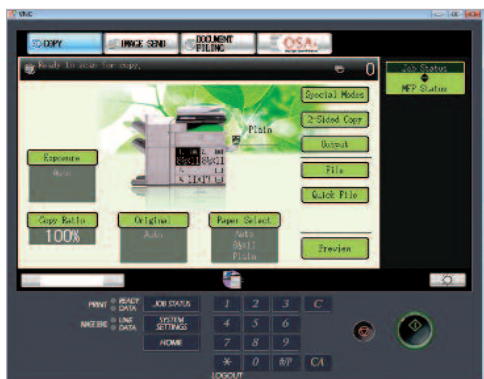 VNC
COPY
IMAGE SEND
DOCUMENT
FILING
OSA
Ready to scan for copy.
0
Job Status
MFP Status
Special Modes
2-Sided Copy
Output
File
Quick File
Preview
Plain
Exposure
Auto
Copy Ratio
100%
Original
Auto
Paper Select
Auto
8½x11
Plain
PRINT
READY
DATA
JOB STATUS
1
2
3
C
LINE
DATA
SYSTEM
SETTINGS
4
5
6
HOME
7
8
9
*
0
#/P
CA
LOGOUT